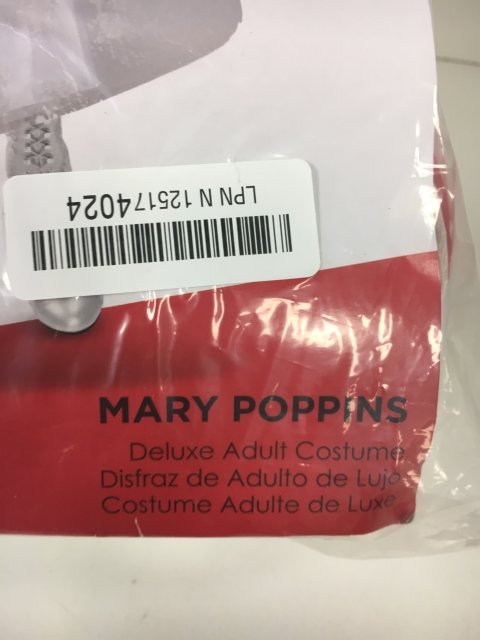 LPN N 125174024
MARY POPPINS
Deluxe Adult Costume
Disfraz de Adulto de Lujo
Costume Adulte de Luxe